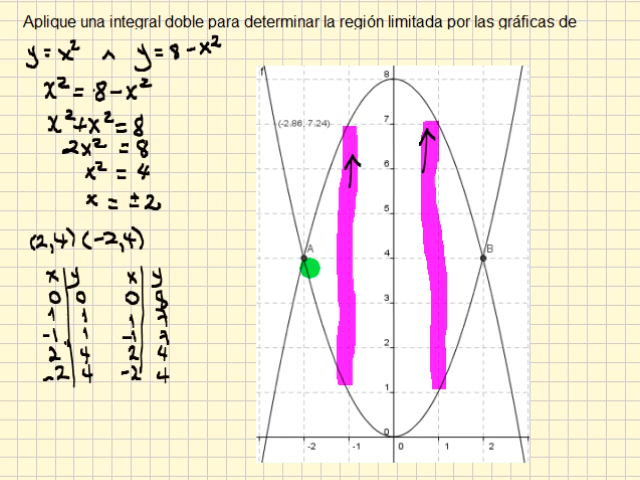 Aplique una integral doble para determinar la región limitada por las gráficas de
y = x² ^ y = 8 - x²
x² = 8 - x²
x² + x² = 8
2x² = 8
x² = 4
x = ±2
(2,4) (-2,4)
x y x y
0 0 0 8
1 1 1 7
-1 1 -1 7
2 4 2 4
-2 4 -2 4
f
8
(-2.86, 7.24)
7
6
5
A 4 B
3
2
1
0
-2 -1 0 1 2